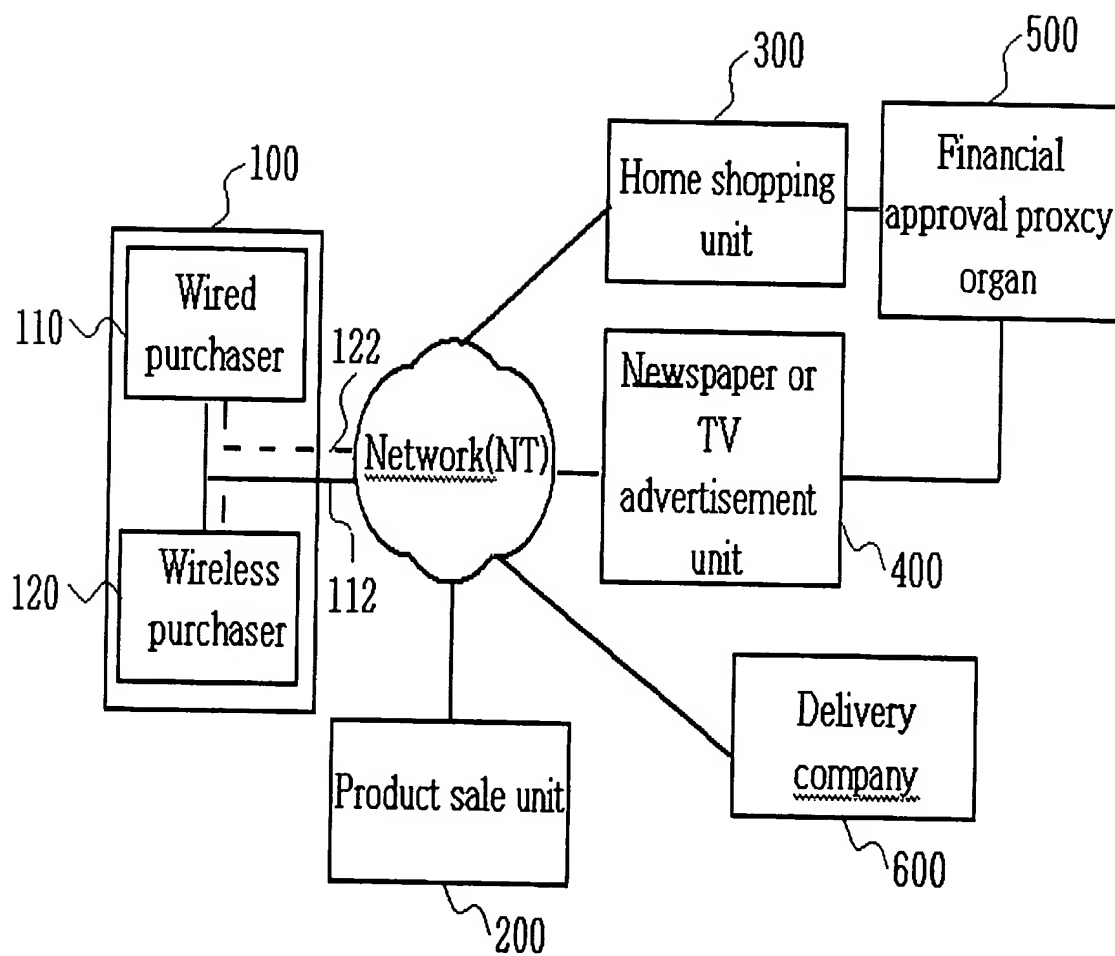 500
300
Financial
approval proxcy
organ
Home shopping
unit
100
Wired
purchaser
110
122
Newspaper or
TV
advertisement
unit
Network(NT)
Wireless
purchaser
120
112
400
Delivery
company
Product sale unit
600
200